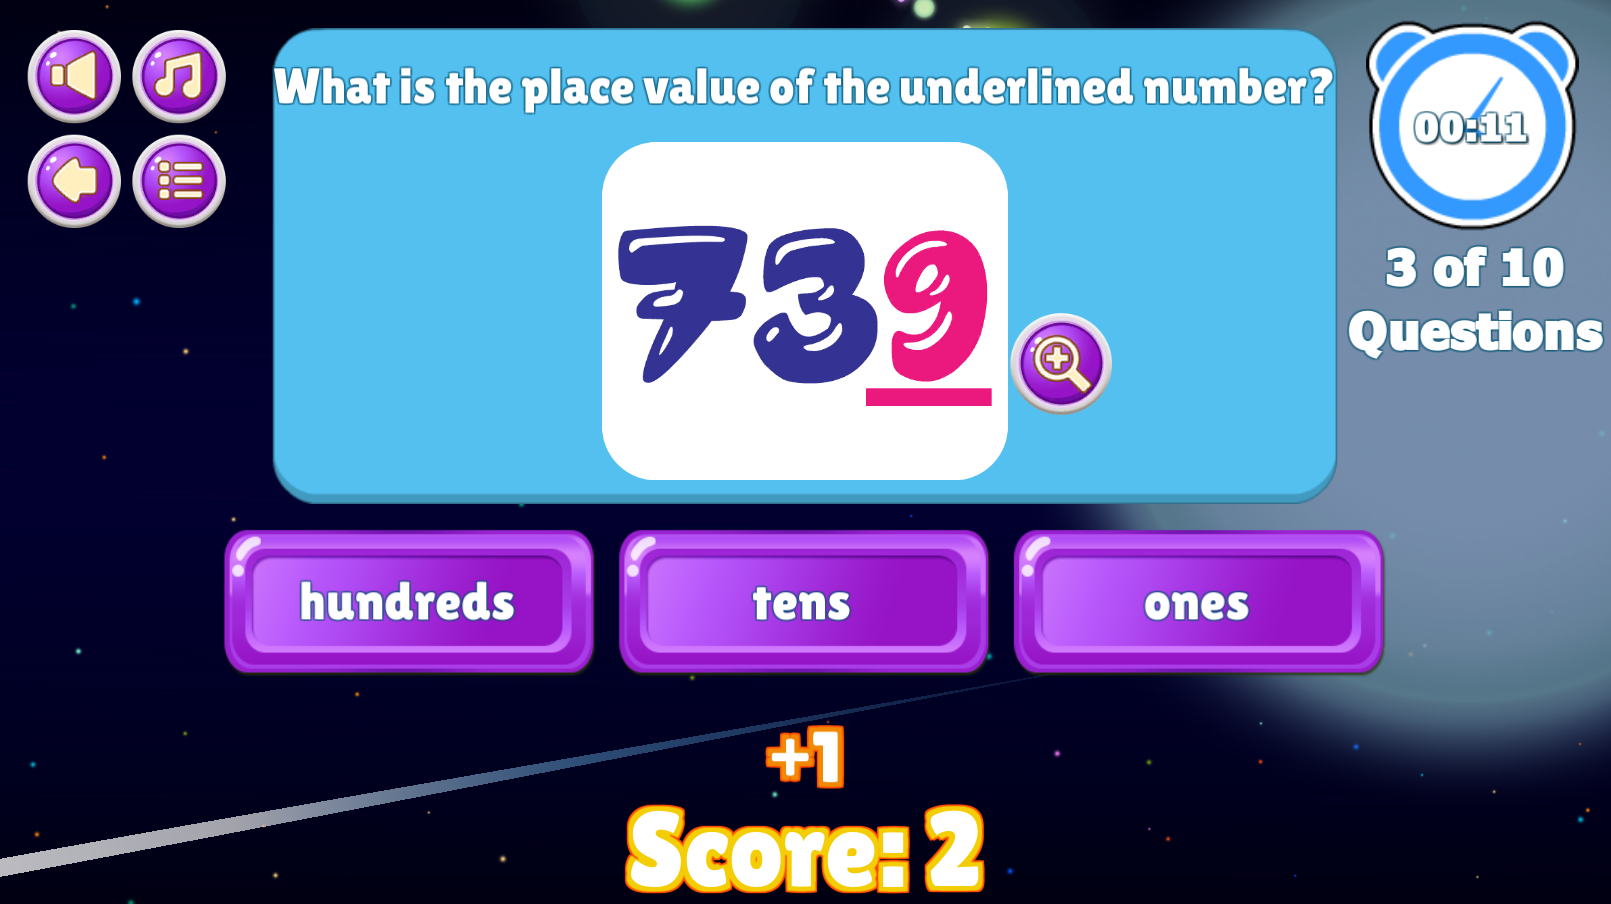 What is the place value of the underlined number?
739
00:11
3 of 10
Questions
hundreds
tens
ones
+1
Score: 2